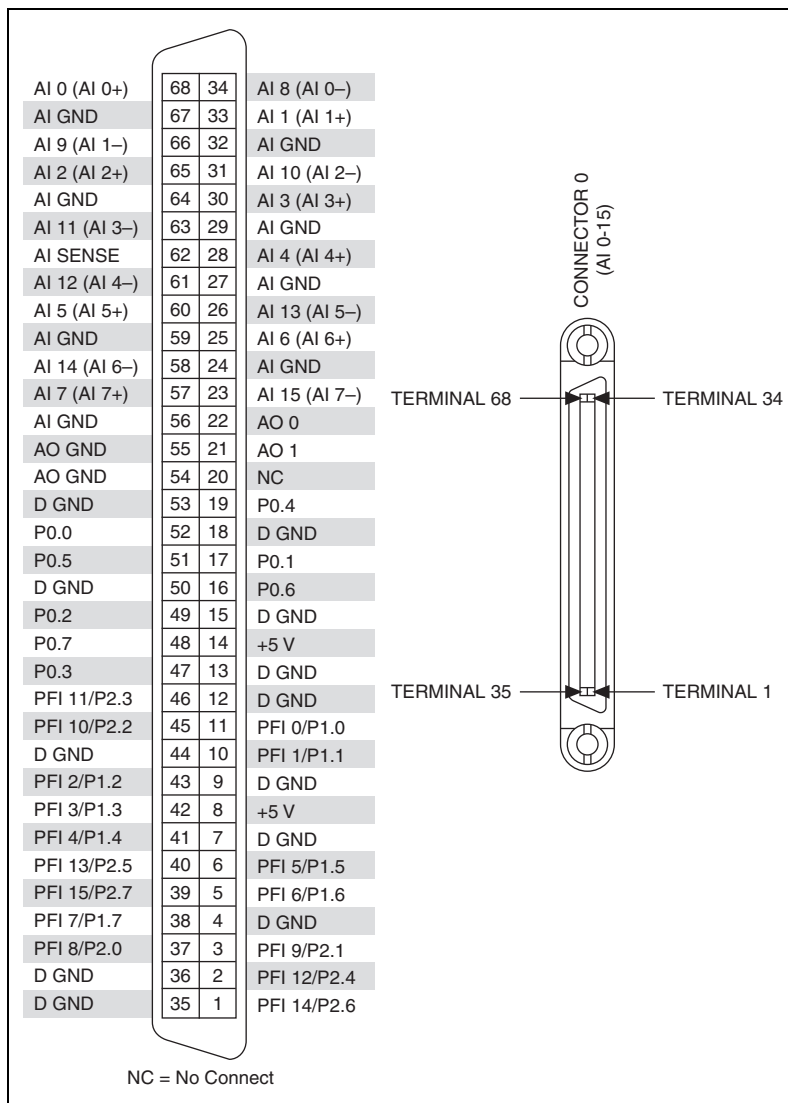 AI 0 (AI 0+) 68 34 AI 8 (AI 0–)
AI GND 67 33 AI 1 (AI 1+)
AI 9 (AI 1–) 66 32 AI GND
AI 2 (AI 2+) 65 31 AI 10 (AI 2–)
AI GND 64 30 AI 3 (AI 3+)
AI 11 (AI 3–) 63 29 AI GND
AI SENSE 62 28 AI 4 (AI 4+)
AI 12 (AI 4–) 61 27 AI GND
AI 5 (AI 5+) 60 26 AI 13 (AI 5–)
AI GND 59 25 AI 6 (AI 6+)
AI 14 (AI 6–) 58 24 AI GND
AI 7 (AI 7+) 57 23 AI 15 (AI 7–)
AI GND 56 22 AO 0
AO GND 55 21 AO 1
AO GND 54 20 NC
D GND 53 19 P0.4
P0.0 52 18 D GND
P0.5 51 17 P0.1
D GND 50 16 P0.6
P0.2 49 15 D GND
P0.7 48 14 +5 V
P0.3 47 13 D GND
PFI 11/P2.3 46 12 D GND
PFI 10/P2.2 45 11 PFI 0/P1.0
D GND 44 10 PFI 1/P1.1
PFI 2/P1.2 43 9 D GND
PFI 3/P1.3 42 8 +5 V
PFI 4/P1.4 41 7 D GND
PFI 13/P2.5 40 6 PFI 5/P1.5
PFI 15/P2.7 39 5 PFI 6/P1.6
PFI 7/P1.7 38 4 D GND
PFI 8/P2.0 37 3 PFI 9/P2.1
D GND 36 2 PFI 12/P2.4
D GND 35 1 PFI 14/P2.6
NC = No Connect
CONNECTOR 0
(AI 0-15)
TERMINAL 68
TERMINAL 34
TERMINAL 35
TERMINAL 1